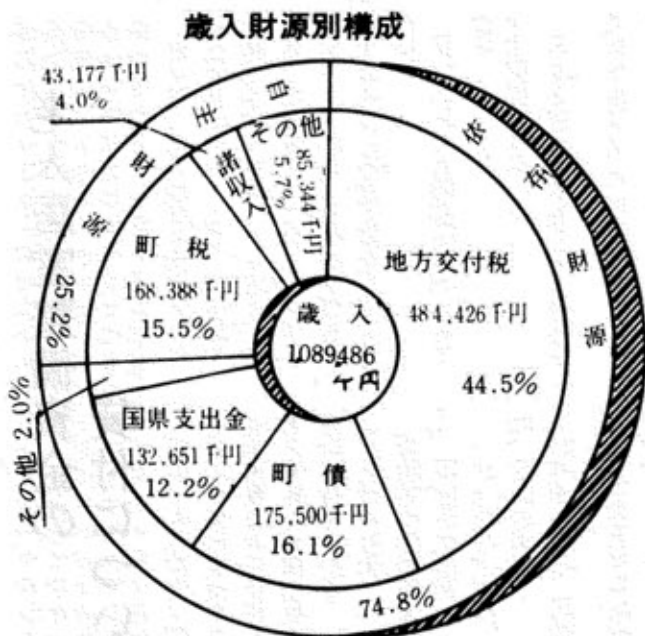 歳入財源別構成
43.177千円
4.0%
自主財源
25.2%
依存財源
74.8%
その他
85.344千円
5.7%
諸収入
町税
168.388千円
15.5%
地方交付税
484,426千円
44.5%
歳入
1089486
千円
その他 2.0%
国県支出金
132.651千円
12.2%
町債
175,500千円
16.1%